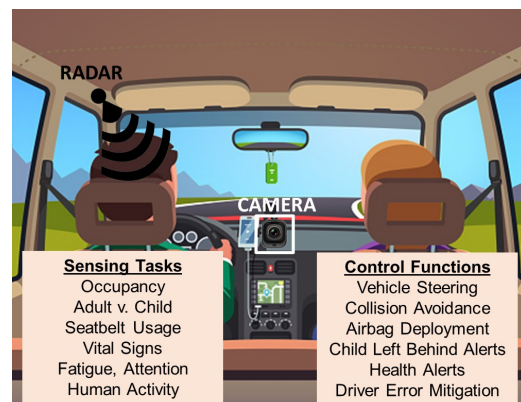 RADAR
CAMERA
Sensing Tasks
Occupancy
Adult v. Child
Seatbelt Usage
Vital Signs
Fatigue, Attention
Human Activity
Control Functions
Vehicle Steering
Collision Avoidance
Airbag Deployment
Child Left Behind Alerts
Health Alerts
Driver Error Mitigation